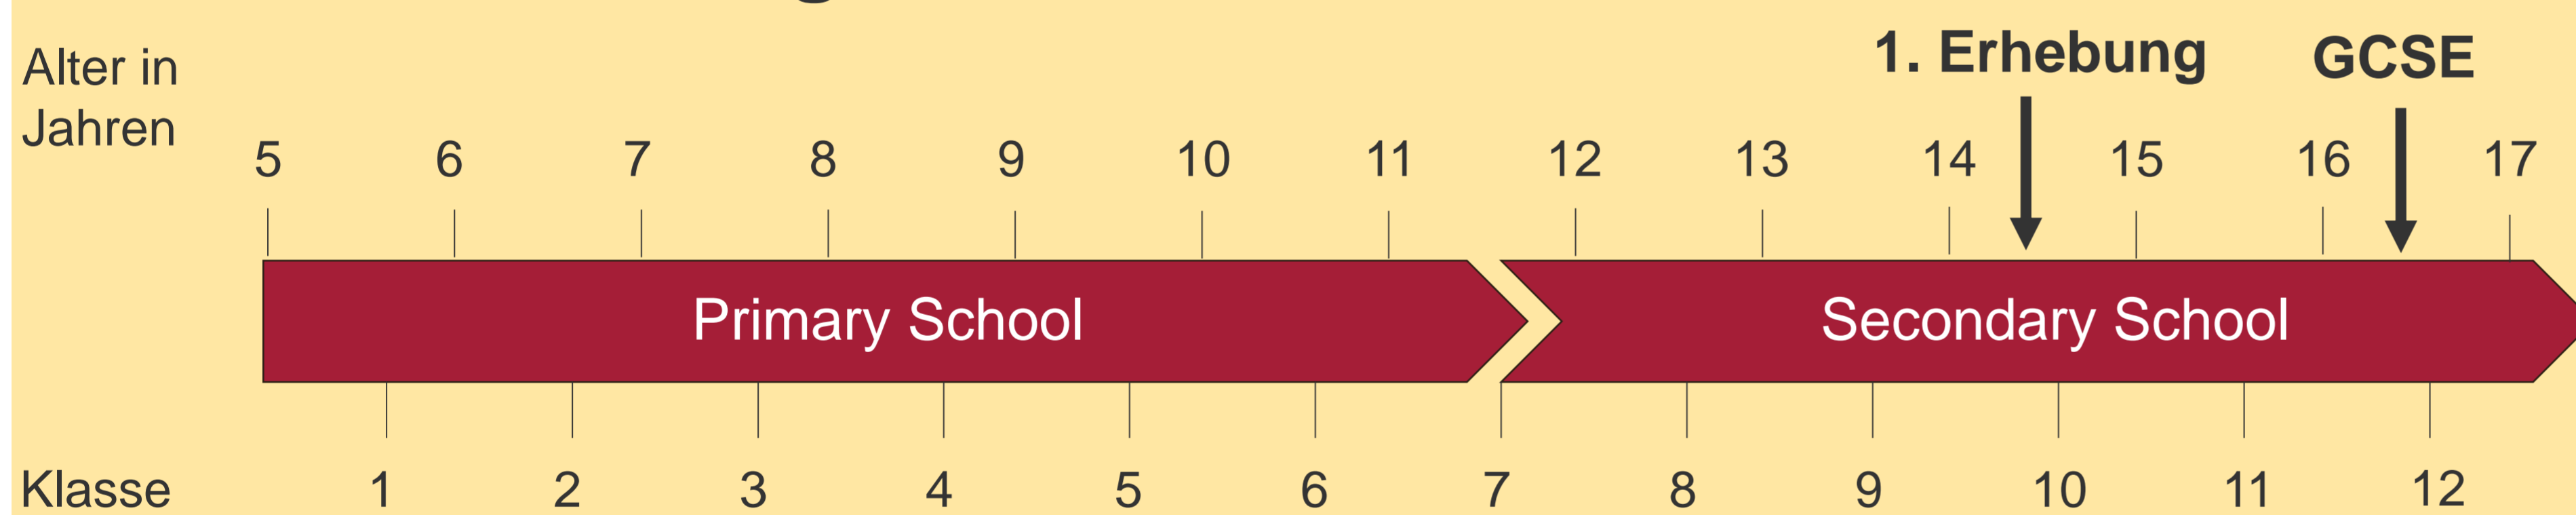 Alter in
Jahren
1. Erhebung GCSE
5 6 7 8 9 10 11 12 13 14 15 16 17
Primary School Secondary School
Klasse 1 2 3 4 5 6 7 8 9 10 11 12